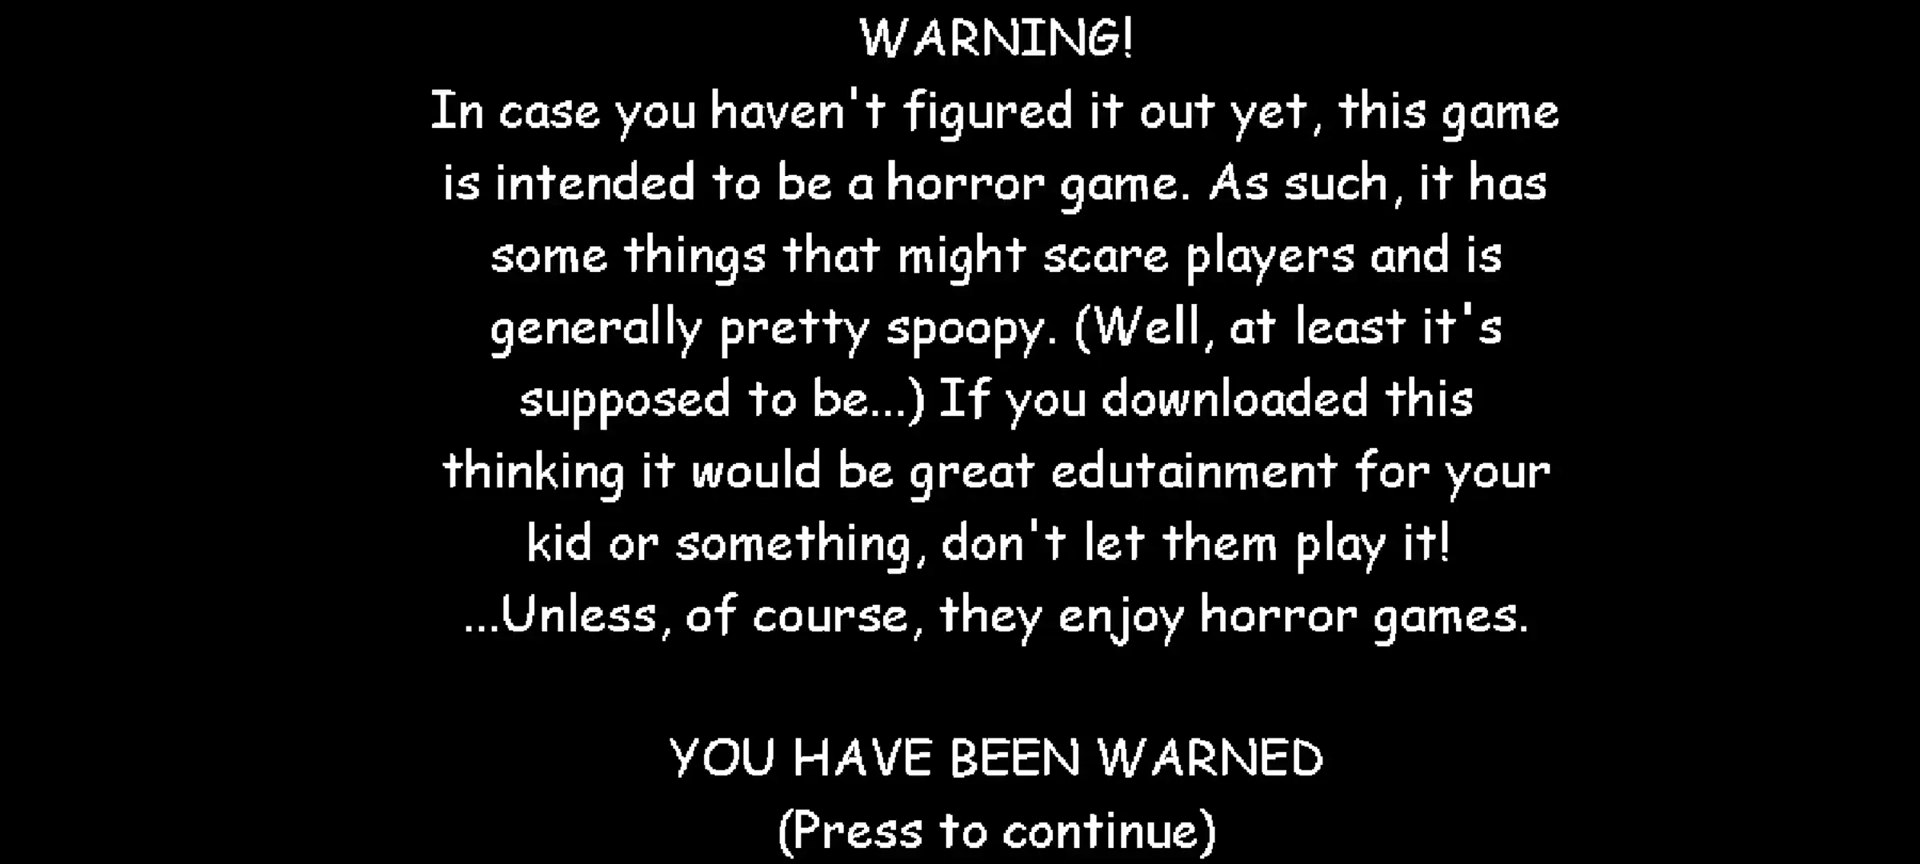 WARNING!
In case you haven't figured it out yet, this game
is intended to be a horror game. As such, it has
some things that might scare players and is
generally pretty spoopy. (Well, at least it's
supposed to be...) If you downloaded this
thinking it would be great edutainment for your
kid or something, don't let them play it!
...Unless, of course, they enjoy horror games.
YOU HAVE BEEN WARNED
(Press to continue)